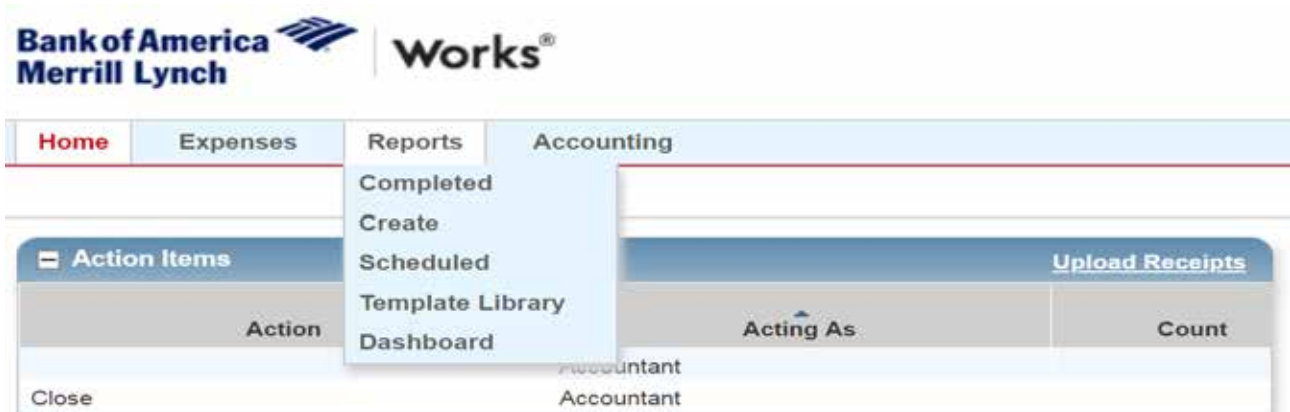 Bank of America
Merrill Lynch
Works®
Home Expenses Reports Accounting
Completed
Create
Scheduled
Template Library
Dashboard
Action Items Upload Receipts
Action Acting As Count
Accountant
Close Accountant